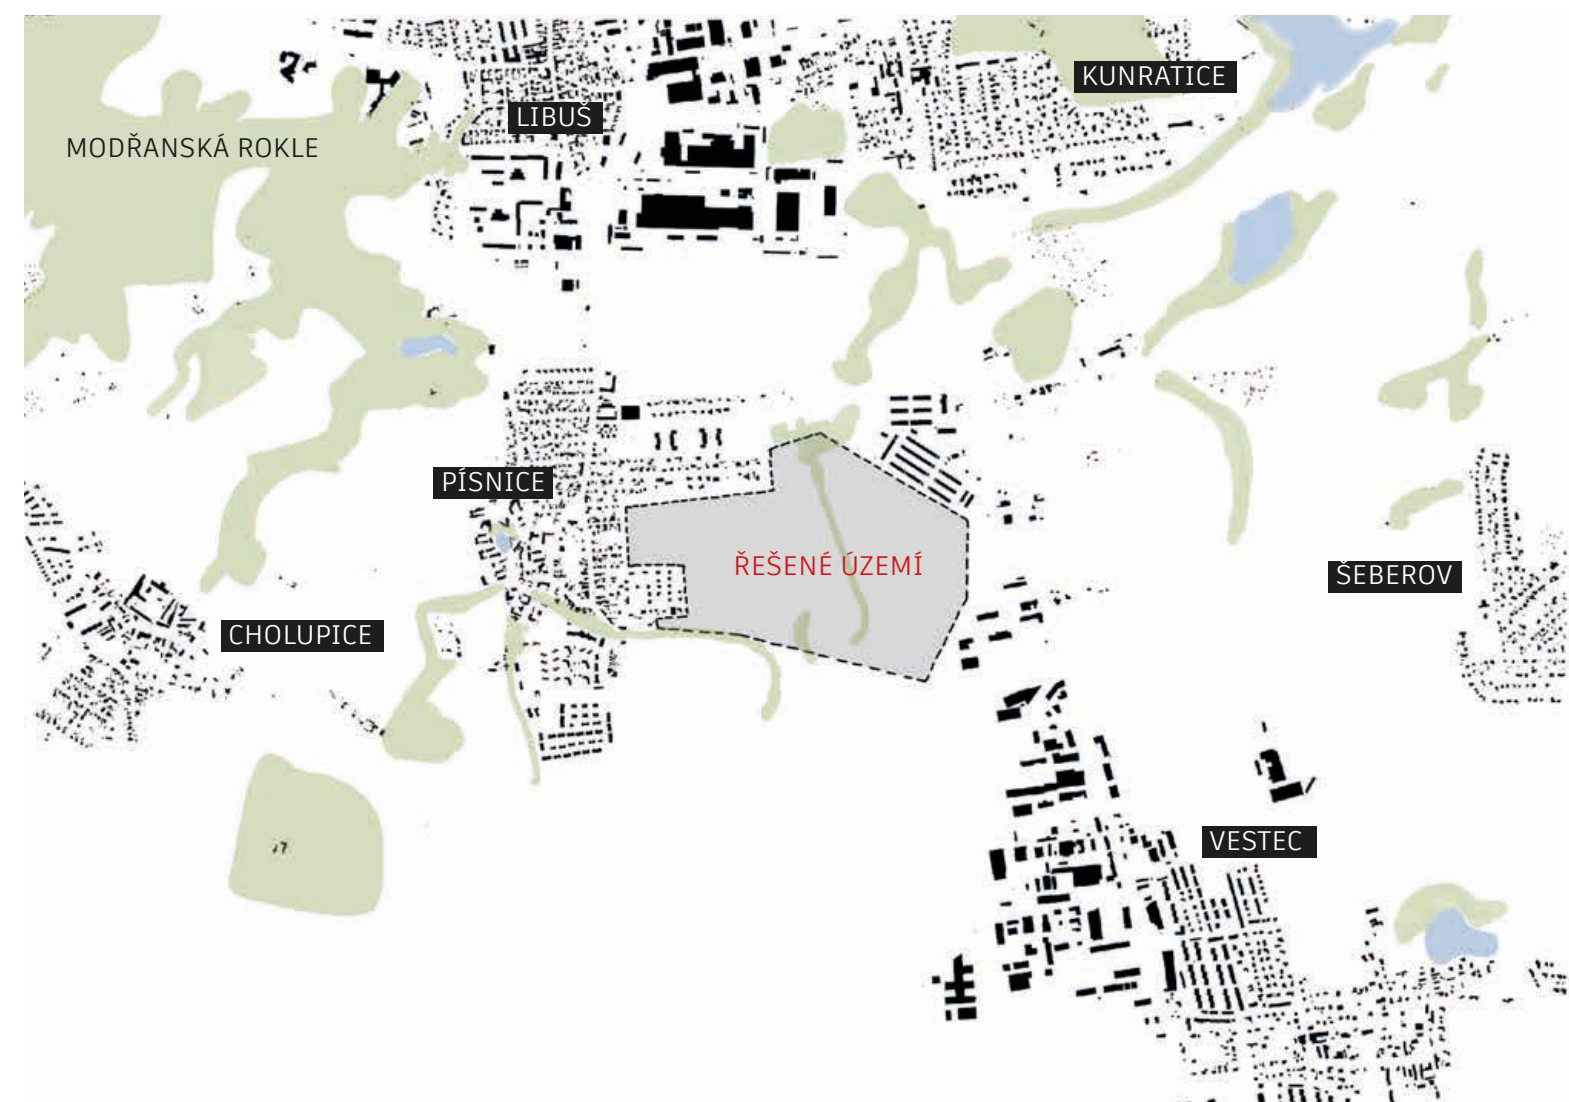 KUNRATICE
LIBUŠ
MODŘANSKÁ ROKLE
PÍSNICE
ŘEŠENÉ ÚZEMÍ
ŠEBEROV
CHOLUPICE
VESTEC